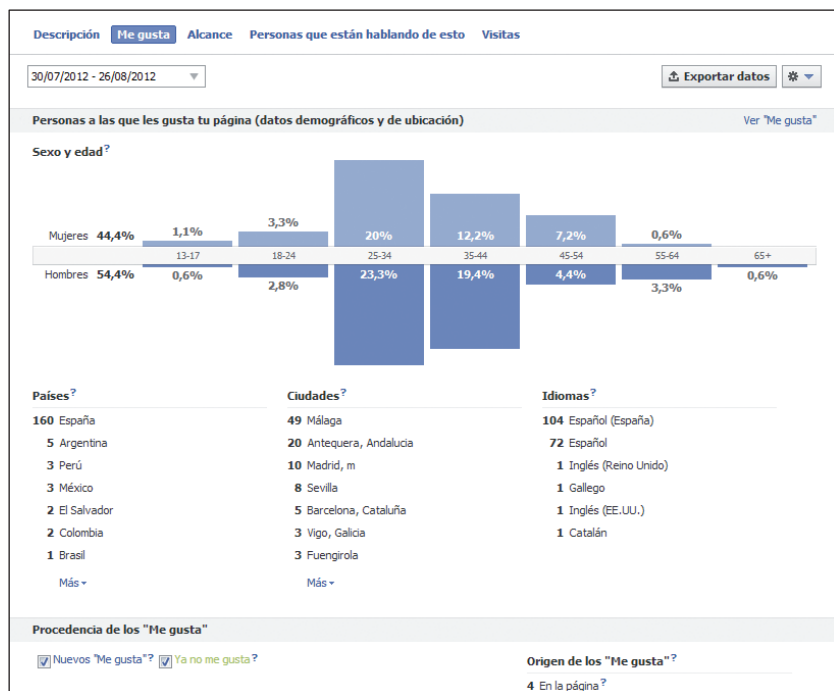 Descripción Me gusta Alcance Personas que están hablando de esto Visitas
30/07/2012 - 26/08/2012 Exportar datos
Personas a las que les gusta tu página (datos demográficos y de ubicación) Ver "Me gusta"
Sexo y edad?
Mujeres 44,4% 1,1% 3,3% 20% 12,2% 7,2% 0,6%
13-17 18-24 25-34 35-44 45-54 55-64 65+
Hombres 54,4% 0,6% 2,8% 23,3% 19,4% 4,4% 3,3% 0,6%
Países? Ciudades? Idiomas?
160 España 49 Málaga 104 Español (España)
5 Argentina 20 Antequera, Andalucia 72 Español
3 Perú 10 Madrid, m 1 Inglés (Reino Unido)
3 México 8 Sevilla 1 Gallego
2 El Salvador 5 Barcelona, Cataluña 1 Inglés (EE.UU.)
2 Colombia 3 Vigo, Galicia 1 Catalán
1 Brasil 3 Fuengirola
Más Más
Procedencia de los "Me gusta"
Nuevos "Me gusta"? Ya no me gusta? Origen de los "Me gusta"?
4 En la página?